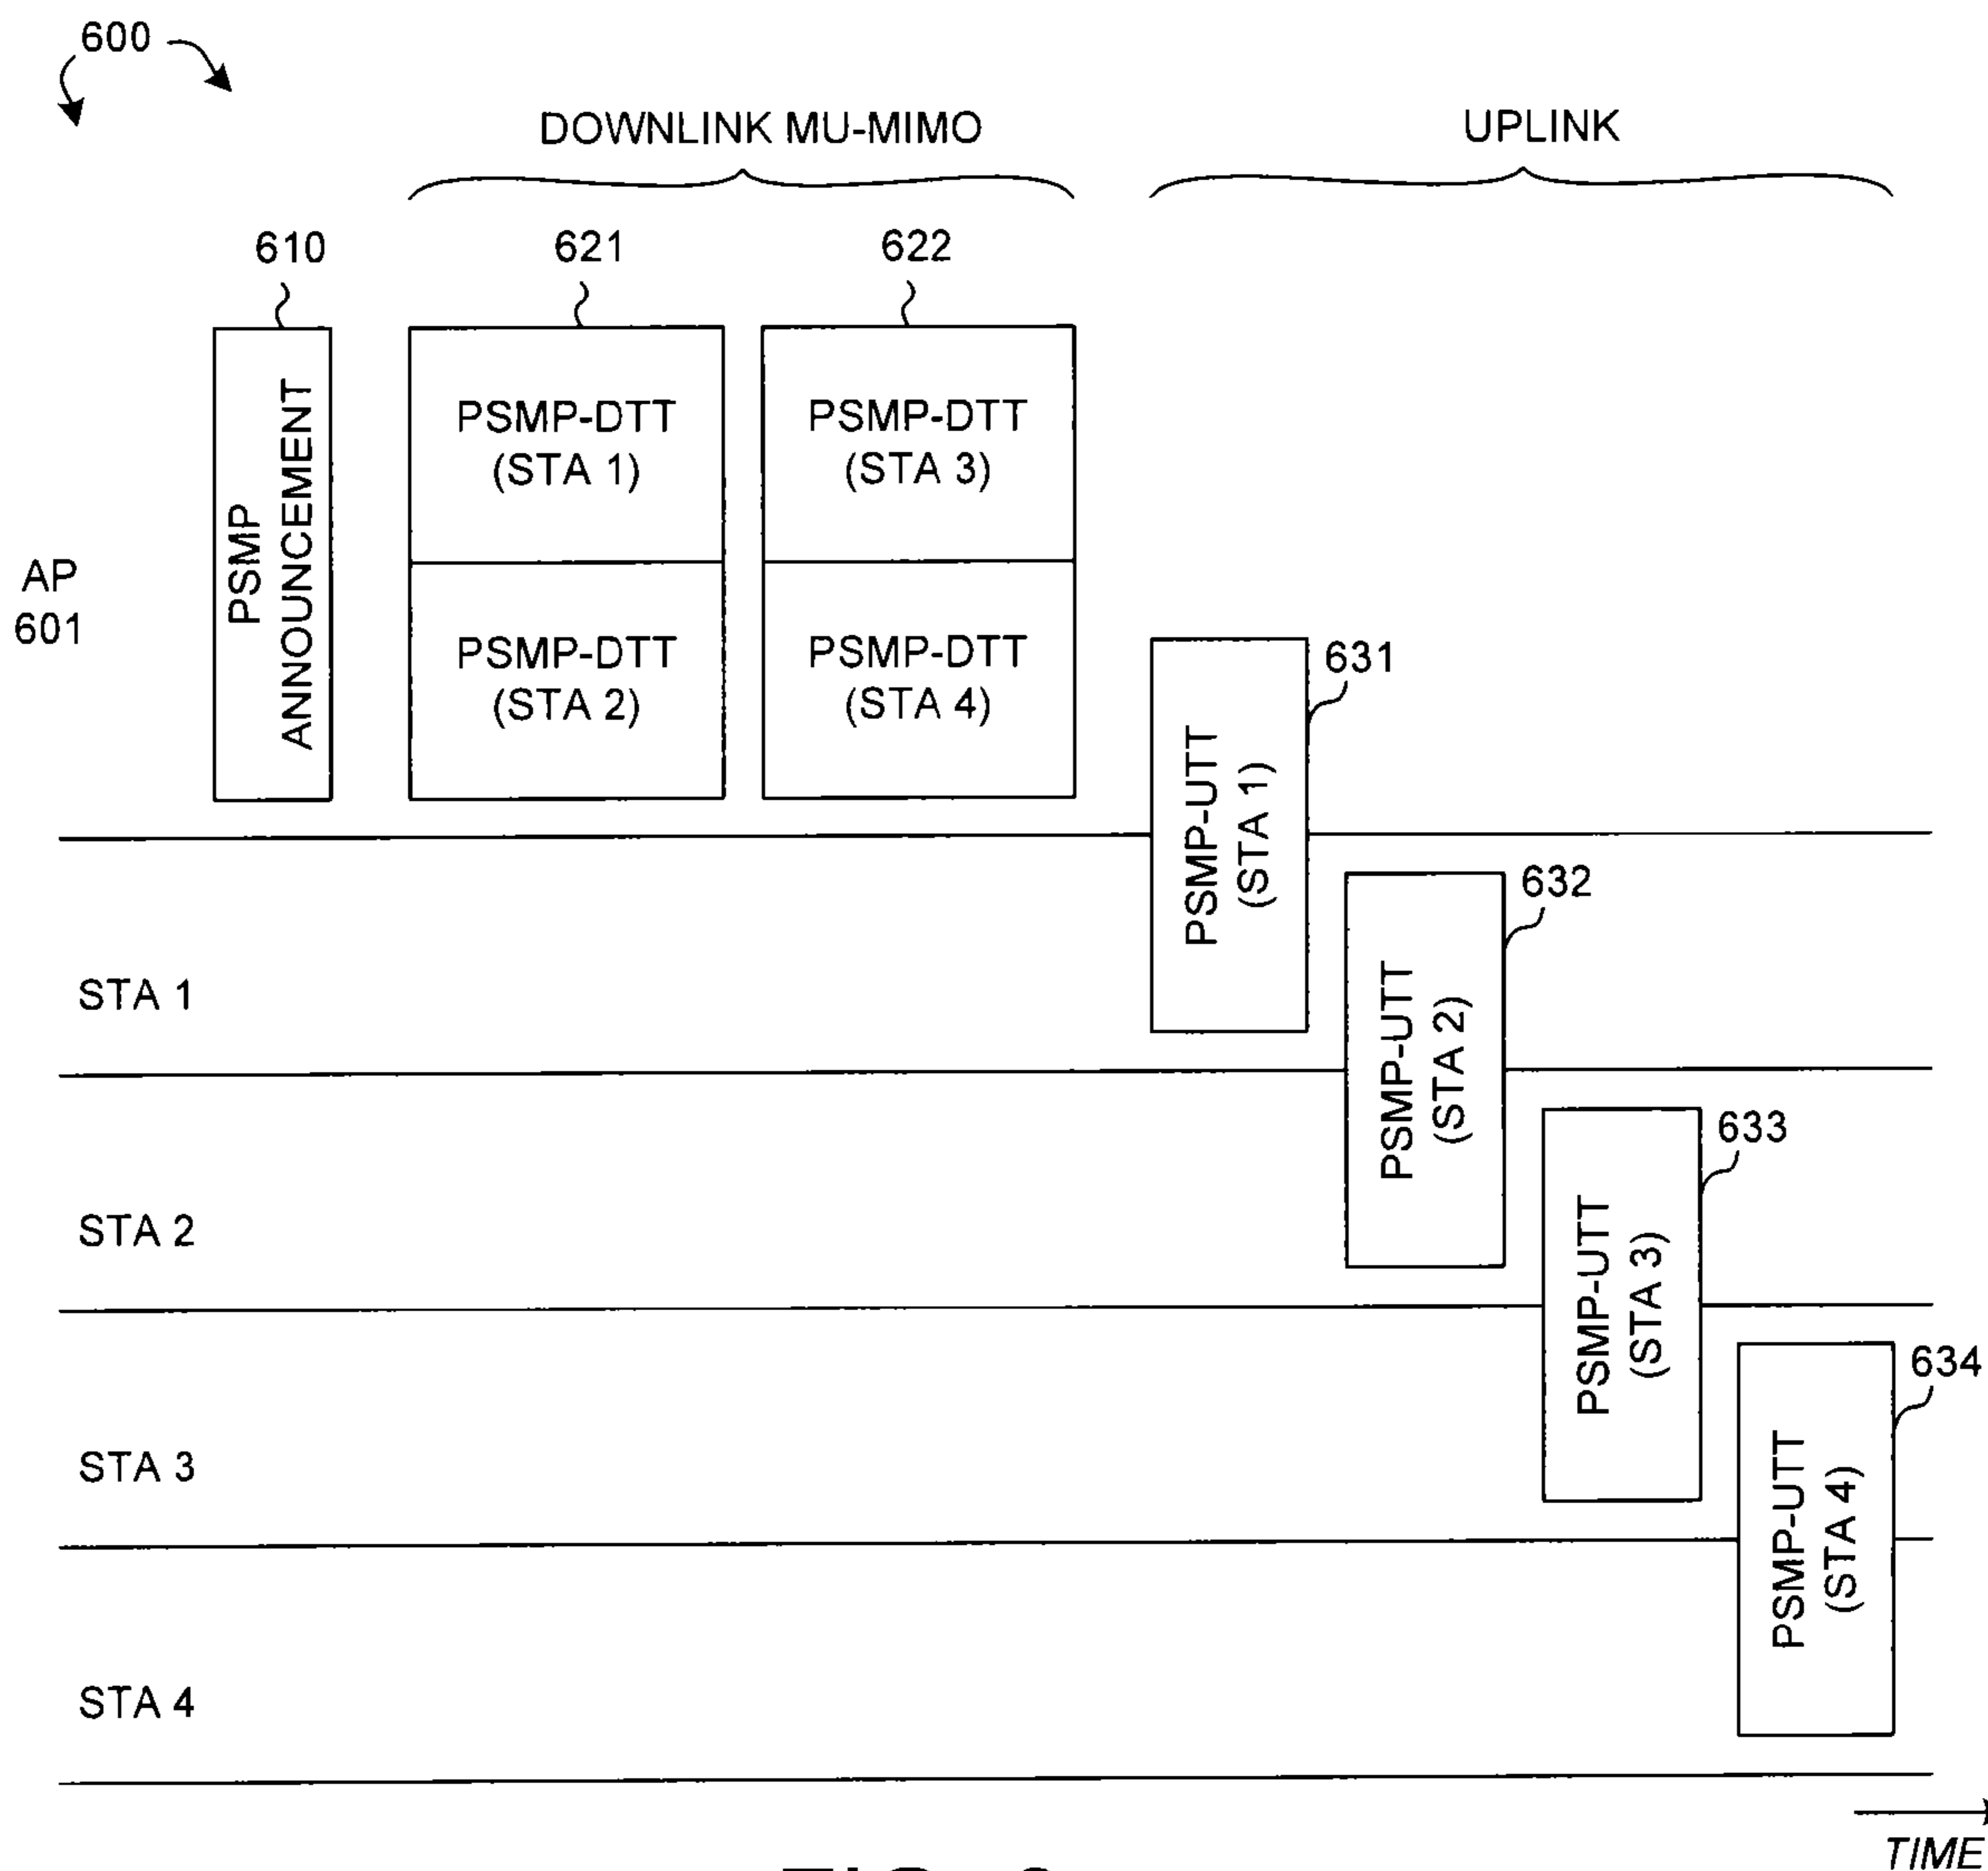 600
DOWNLINK MU-MIMO
UPLINK
610
621
622
PSMP
ANNOUNCEMENT
PSMP-DTT
(STA 1)
PSMP-DTT
(STA 3)
PSMP-DTT
(STA 2)
PSMP-DTT
(STA 4)
AP
601
631
PSMP-UTT
(STA 1)
632
PSMP-UTT
(STA 2)
STA 1
633
PSMP-UTT
(STA 3)
STA 2
634
PSMP-UTT
(STA 4)
STA 3
STA 4
TIME